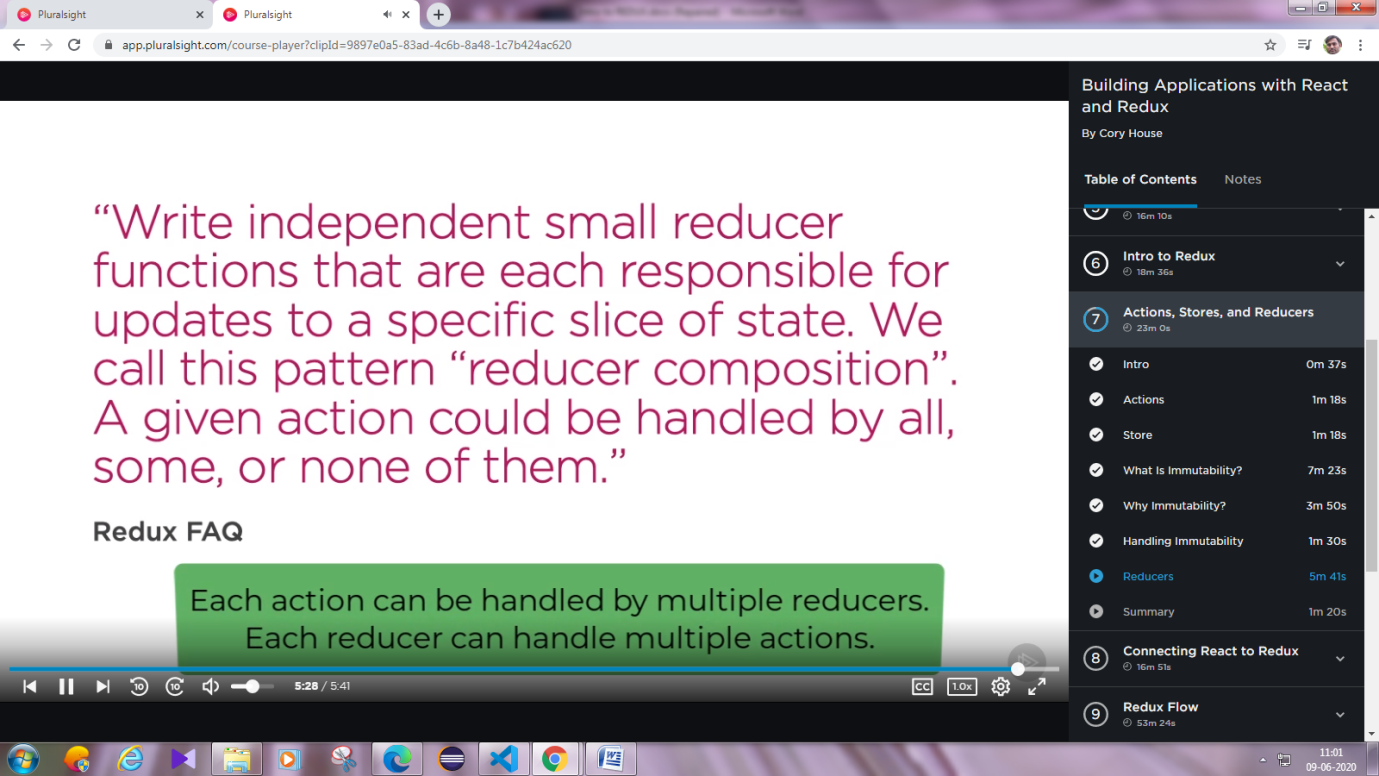 Pluralsight
Pluralsight
app.pluralsight.com/course-player?clipId=9897e0a5-83ad-4c6b-8a48-1c7b424ac620
“Write independent small reducer
functions that are each responsible for
updates to a specific slice of state. We
call this pattern “reducer composition”.
A given action could be handled by all,
some, or none of them.”
Redux FAQ
Each action can be handled by multiple reducers.
Each reducer can handle multiple actions.
10 10 5:28 / 5:41 CC 1.0x
Building Applications with React
and Redux
By Cory House
Table of Contents Notes
16m 10s
6 Intro to Redux
18m 36s
7 Actions, Stores, and Reducers
23m 0s
Intro 0m 37s
Actions 1m 18s
Store 1m 18s
What Is Immutability? 7m 23s
Why Immutability? 3m 50s
Handling Immutability 1m 30s
Reducers 5m 41s
Summary 1m 20s
8 Connecting React to Redux
16m 51s
9 Redux Flow
53m 24s
11:01
09-06-2020